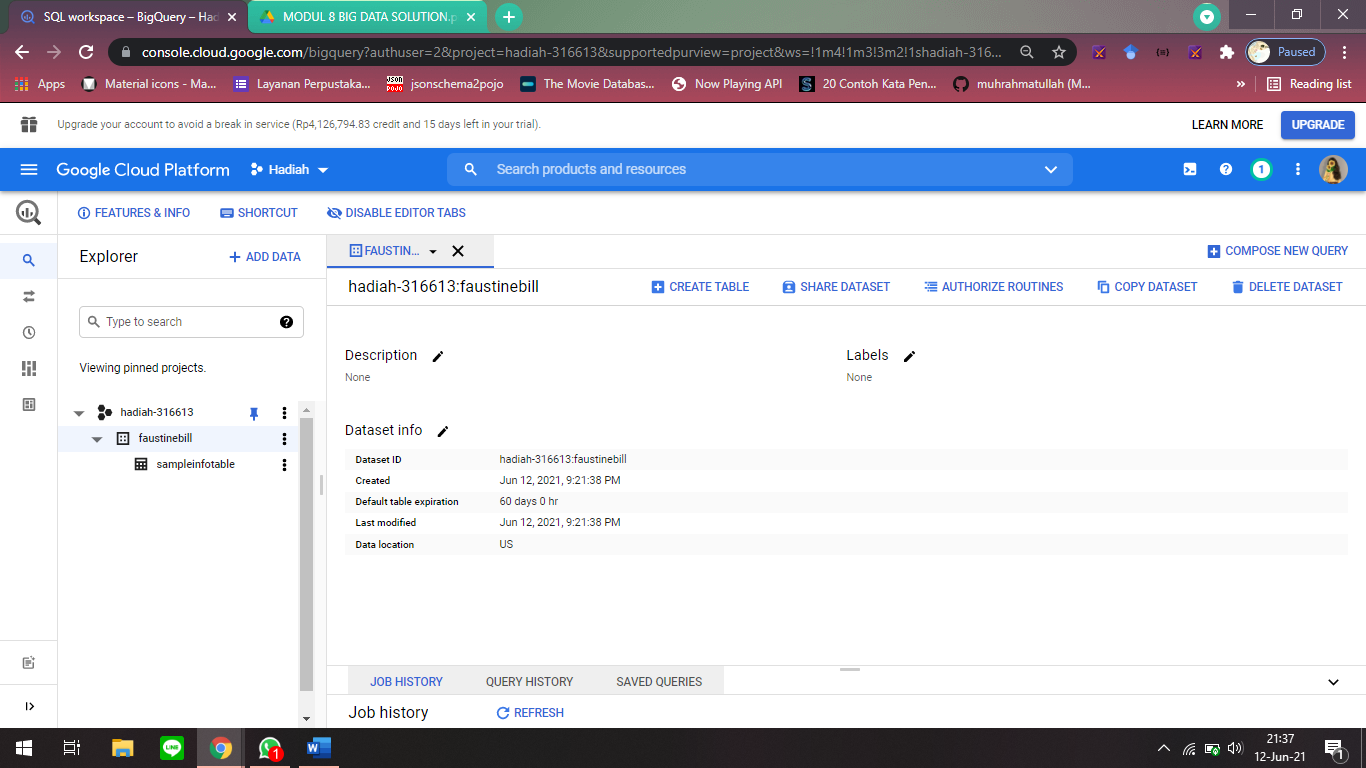 SQL workspace – BigQuery – Had
MODUL 8 BIG DATA SOLUTION.p
console.cloud.google.com/bigquery?authuser=2&project=hadiah-316613&supportedpurview=project&ws=!1m4!1m3!3m2!1shadiah-316...
Paused
Apps
Material icons - Ma...
Layanan Perpustaka...
JSON POJO
jsonschema2pojo
The Movie Databas...
Now Playing API
20 Contoh Kata Pen...
muhrahmatullah (M...
»
Reading list
Upgrade your account to avoid a break in service (Rp4,126,794.83 credit and 15 days left in your trial).
LEARN MORE
UPGRADE
Google Cloud Platform
Hadiah
Search products and resources
1
FEATURES & INFO
SHORTCUT
DISABLE EDITOR TABS
Explorer
+ ADD DATA
FAUSTIN...
COMPOSE NEW QUERY
hadiah-316613:faustinebill
CREATE TABLE
SHARE DATASET
AUTHORIZE ROUTINES
COPY DATASET
DELETE DATASET
Type to search
Viewing pinned projects.
hadiah-316613
faustinebill
sampleinfotable
Description
None
Labels
None
Dataset info
Dataset ID hadiah-316613:faustinebill
Created Jun 12, 2021, 9:21:38 PM
Default table expiration 60 days 0 hr
Last modified Jun 12, 2021, 9:21:38 PM
Data location US
JOB HISTORY
QUERY HISTORY
SAVED QUERIES
Job history
REFRESH
LINE
1
W
21:37
12-Jun-21
1